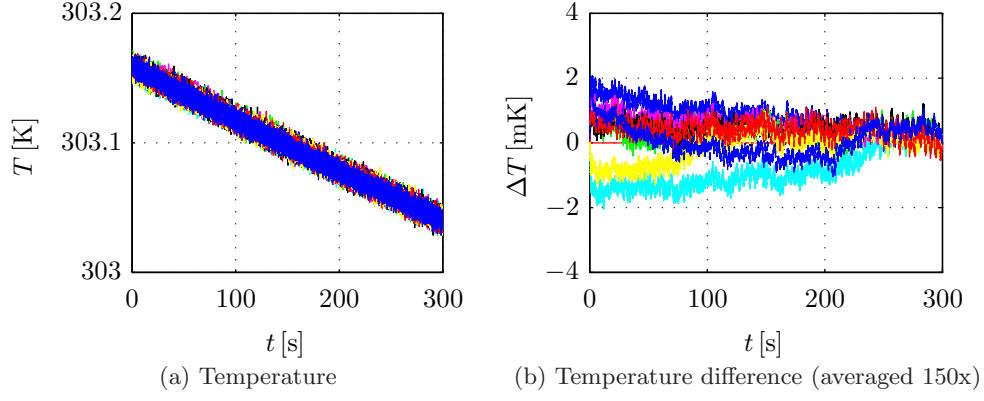 303.2
303.1
303
T [K]
0 100 200 300
t [s]
(a) Temperature
4
2
0
−2
−4
ΔT [mK]
0 100 200 300
t [s]
(b) Temperature difference (averaged 150x)